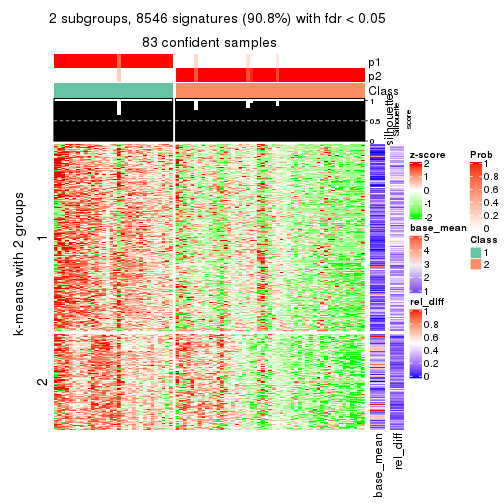 2 subgroups, 8546 signatures (90.8%) with fdr < 0.05
83 confident samples
p1
p2
Class
silhouette
Silhouette
score
1
0.5
0
k-means with 2 groups
1
2
base_mean
rel_diff
z-score
2
1
0
-1
-2
base_mean
5
4
3
2
1
rel_diff
1
0.8
0.6
0.4
0.2
0
Prob
1
0.8
0.6
0.4
0.2
0
Class
1
2